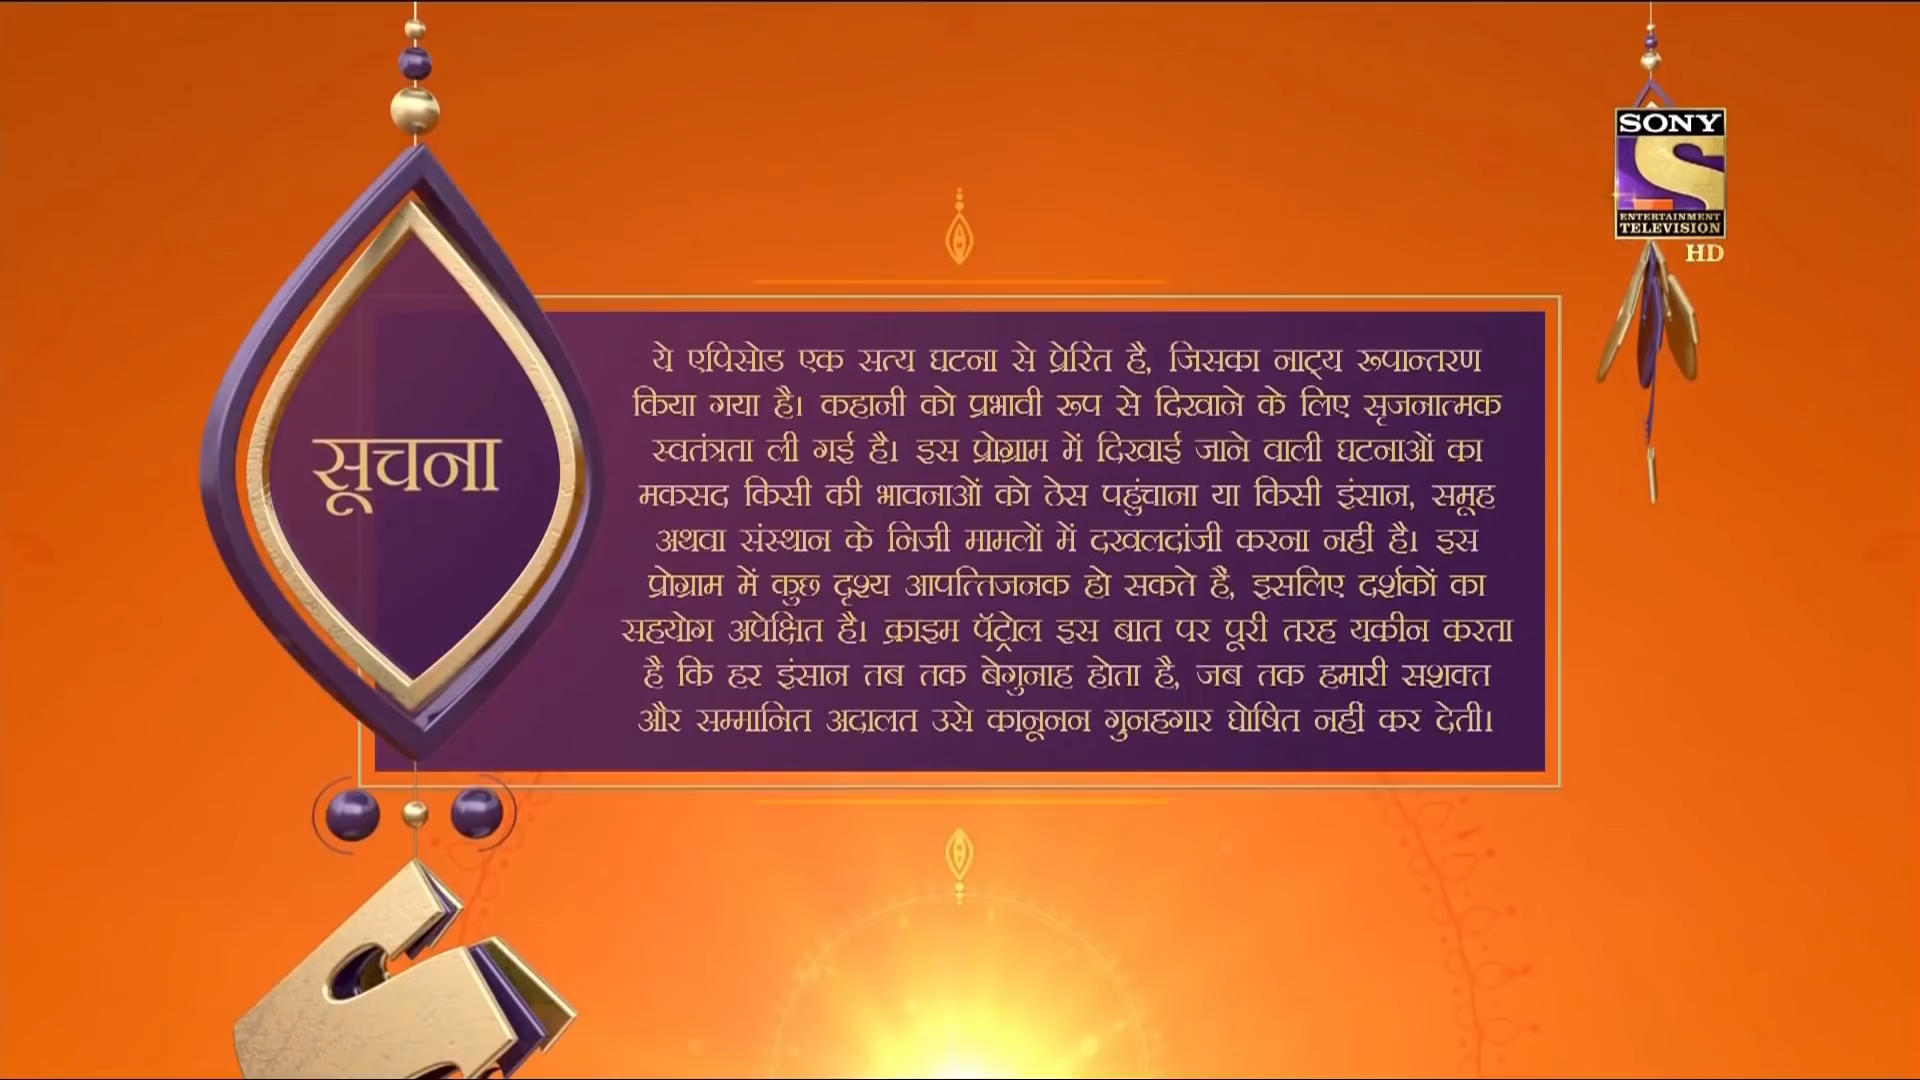 सूचना
ये एपिसोड एक सत्य घटना से प्रेरित है, जिसका नाट्य रूपान्तरण
किया गया है। कहानी को प्रभावी रूप से दिखाने के लिए सृजनात्मक
स्वतंत्रता ली गई है। इस प्रोग्राम में दिखाई जाने वाली घटनाओं का
मकसद किसी की भावनाओं को ठेस पहुंचाना या किसी इंसान, समूह
अथवा संस्थान के निजी मामलों में दखलदांजी करना नहीं है। इस
प्रोग्राम में कुछ दृश्य आपत्तिजनक हो सकते हैं, इसलिए दर्शकों का
सहयोग अपेक्षित है। क्राइम पॅट्रोल इस बात पर पूरी तरह यकीन करता
है कि हर इंसान तब तक बेगुनाह होता है, जब तक हमारी सशक्त
और सम्मानित अदालत उसे कानूनन गुनहगार घोषित नहीं कर देती।
SONY
ENTERTAINMENT
TELEVISION
HD